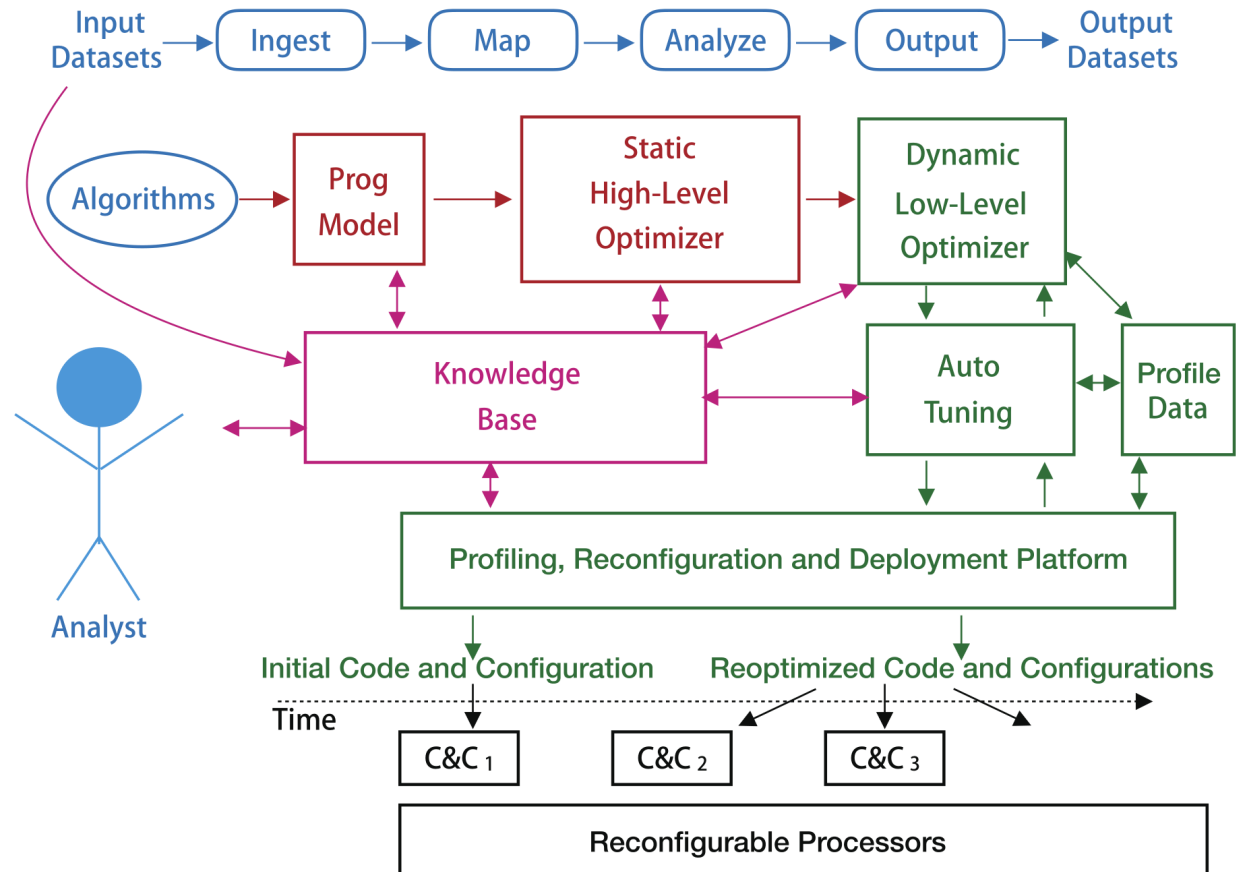 Input
Datasets
Ingest
Map
Analyze
Output
Output
Datasets
Algorithms
Prog
Model
Static
High-Level
Optimizer
Dynamic
Low-Level
Optimizer
Knowledge
Base
Auto
Tuning
Profile
Data
Analyst
Profiling, Reconfiguration and Deployment Platform
Initial Code and Configuration
Reoptimized Code and Configurations
Time
C&C 1
C&C 2
C&C 3
Reconfigurable Processors